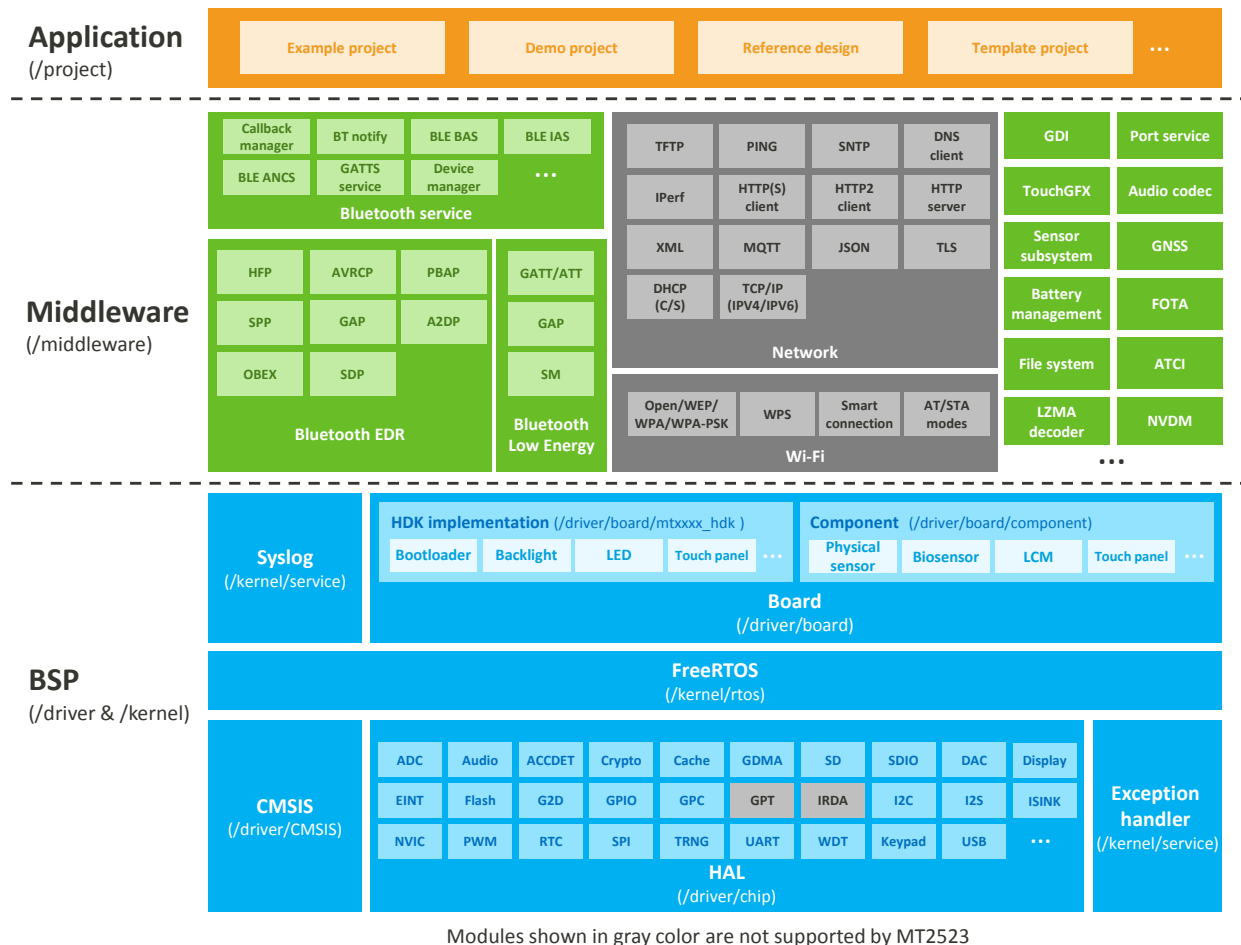 Application
(/project)
Example project
Demo project
Reference design
Template project
...
Middleware
(/middleware)
Callback
manager
BT notify
BLE BAS
BLE IAS
BLE ANCS
GATTS
service
Device
manager
...
Bluetooth service
HFP
AVRCP
PBAP
SPP
GAP
A2DP
OBEX
SDP
Bluetooth EDR
GATT/ATT
GAP
SM
Bluetooth
Low Energy
TFTP
PING
SNTP
DNS
client
IPerf
HTTP(S)
client
HTTP2
client
HTTP
server
XML
MQTT
JSON
TLS
DHCP
(C/S)
TCP/IP
(IPV4/IPV6)
Network
Open/WEP/
WPA/WPA-PSK
WPS
Smart
connection
AT/STA
modes
Wi-Fi
GDI
Port service
TouchGFX
Audio codec
Sensor
subsystem
GNSS
Battery
management
FOTA
File system
ATCI
LZMA
decoder
NVDM
...
BSP
(/driver & /kernel)
Syslog
(/kernel/service)
HDK implementation (/driver/board/mtxxxx_hdk )
Bootloader
Backlight
LED
Touch panel
...
Component (/driver/board/component)
Physical
sensor
Biosensor
LCM
Touch panel
...
Board
(/driver/board)
FreeRTOS
(/kernel/rtos)
CMSIS
(/driver/CMSIS)
ADC
Audio
ACCDET
Crypto
Cache
GDMA
SD
SDIO
DAC
Display
EINT
Flash
G2D
GPIO
GPC
GPT
IRDA
I2C
I2S
ISINK
NVIC
PWM
RTC
SPI
TRNG
UART
WDT
Keypad
USB
...
HAL
(/driver/chip)
Exception
handler
(/kernel/service)
Modules shown in gray color are not supported by MT2523